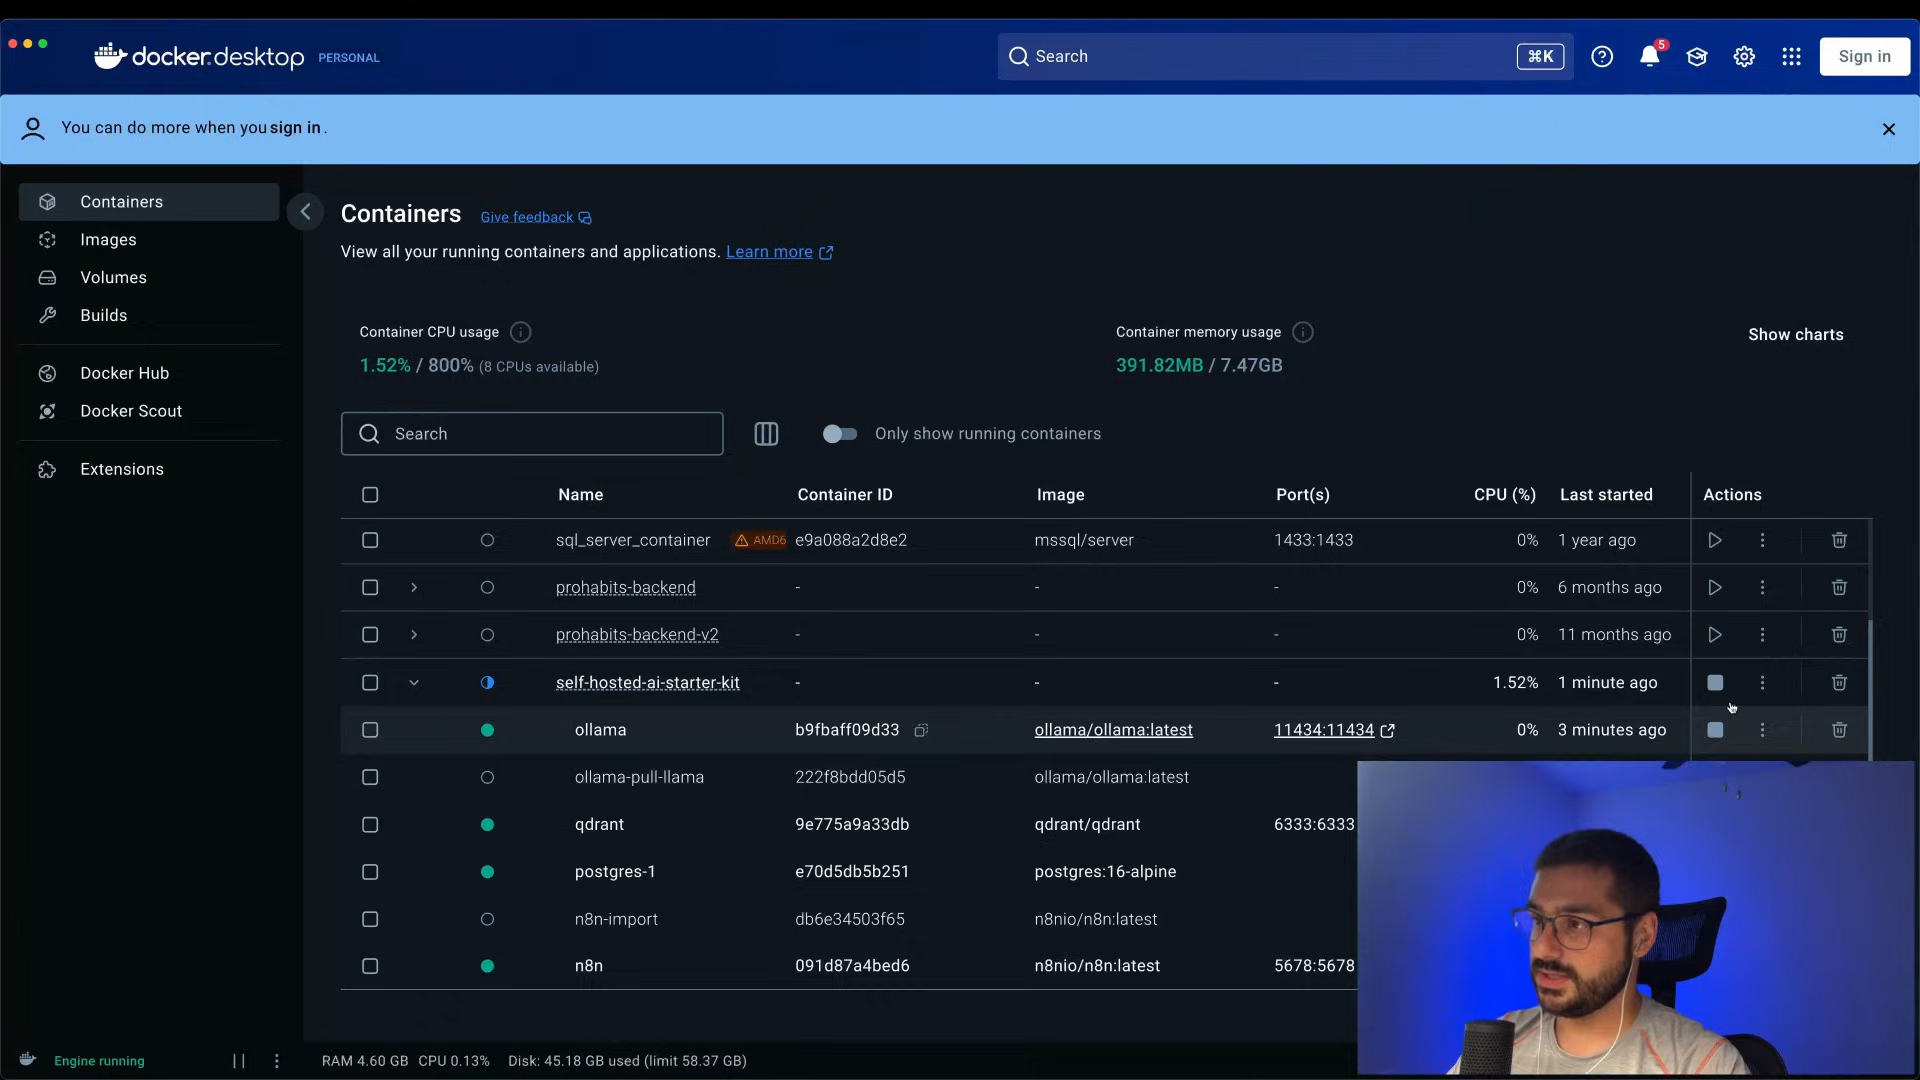 docker.desktop PERSONAL
Search ⌘K 5 Sign in
You can do more when you sign in.
Containers
Images
Volumes
Builds
Docker Hub
Docker Scout
Extensions
Containers Give feedback
View all your running containers and applications. Learn more
Container CPU usage
1.52% / 800% (8 CPUs available)
Container memory usage
391.82MB / 7.47GB
Show charts
Search Only show running containers
Name Container ID Image Port(s) CPU (%) Last started Actions
sql_server_container AMD6 e9a088a2d8e2 mssql/server 1433:1433 0% 1 year ago
prohabits-backend - - - 0% 6 months ago
prohabits-backend-v2 - - - 0% 11 months ago
self-hosted-ai-starter-kit - - - 1.52% 1 minute ago
ollama b9fbaff09d33 ollama/ollama:latest 11434:11434 0% 3 minutes ago
ollama-pull-llama 222f8bdd05d5 ollama/ollama:latest
qdrant 9e775a9a33db qdrant/qdrant 6333:6333
postgres-1 e70d5db5b251 postgres:16-alpine
n8n-import db6e34503f65 n8nio/n8n:latest
n8n 091d87a4bed6 n8nio/n8n:latest 5678:5678
Engine running RAM 4.60 GB CPU 0.13% Disk: 45.18 GB used (limit 58.37 GB)